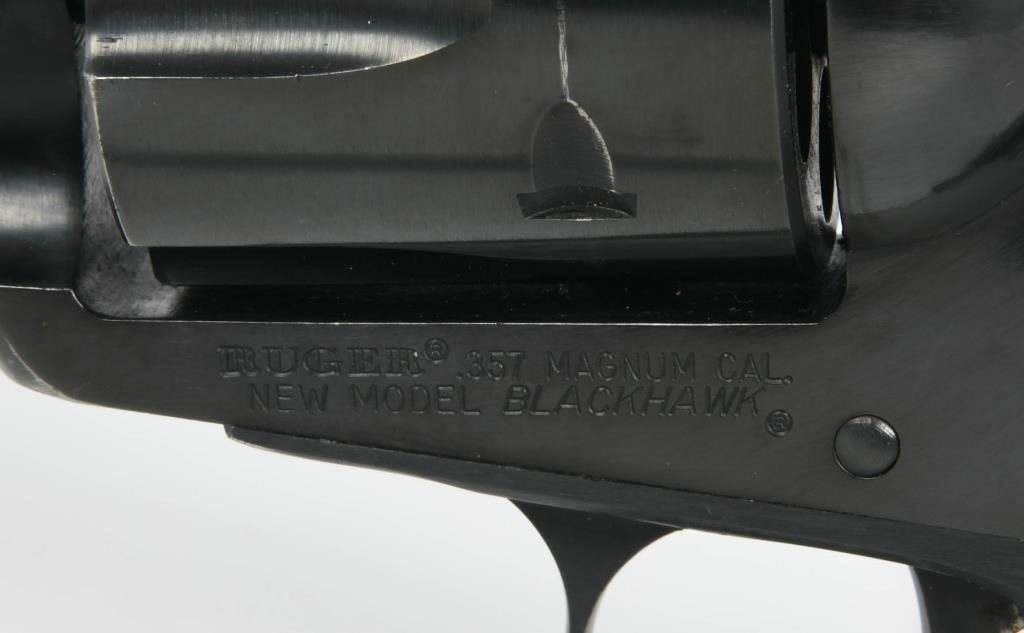 RUGER® .357 MAGNUM CAL.
NEW MODEL BLACKHAWK®